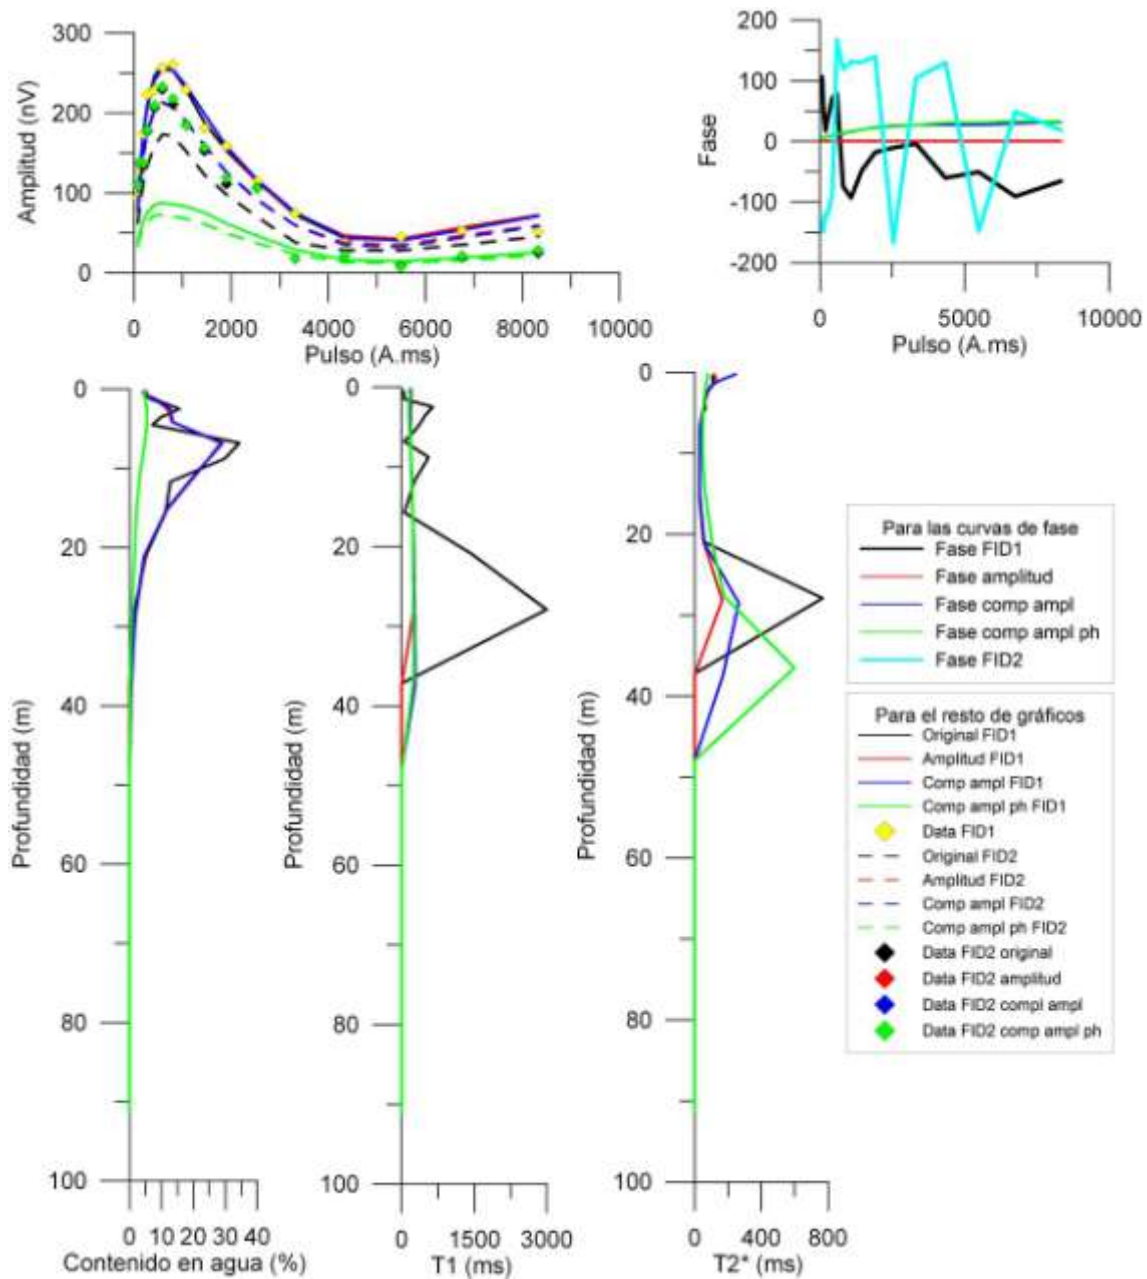 300
200
100
0
Amplitud (nV)
0 2000 4000 6000 8000 10000
Pulso (A.ms)
200
100
0
-100
-200
Fase
0 5000 10000
Pulso (A.ms)
0
20
40
60
80
100
Profundidad (m)
0 10 20 30 40
Contenido en agua (%)
0
20
40
60
80
100
Profundidad (m)
0 1500 3000
T1 (ms)
0
20
40
60
80
100
Profundidad (m)
0 400 800
T2* (ms)
Para las curvas de fase
Fase FID1
Fase amplitud
Fase comp ampl
Fase comp ampl ph
Fase FID2
Para el resto de gráficos
Original FID1
Amplitud FID1
Comp ampl FID1
Comp ampl ph FID1
Data FID1
Original FID2
Amplitud FID2
Comp ampl FID2
Comp ampl ph FID2
Data FID2 original
Data FID2 amplitud
Data FID2 compl ampl
Data FID2 comp ampl ph